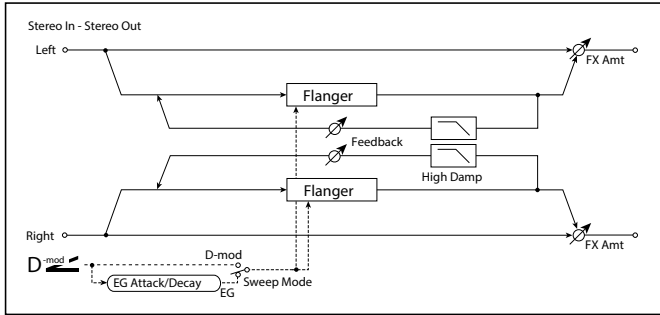 Stereo In - Stereo Out
Left
FX Amt
Flanger
Feedback
High Damp
Flanger
Right
FX Amt
D-mod
D-mod
EG Attack/Decay
EG
Sweep Mode